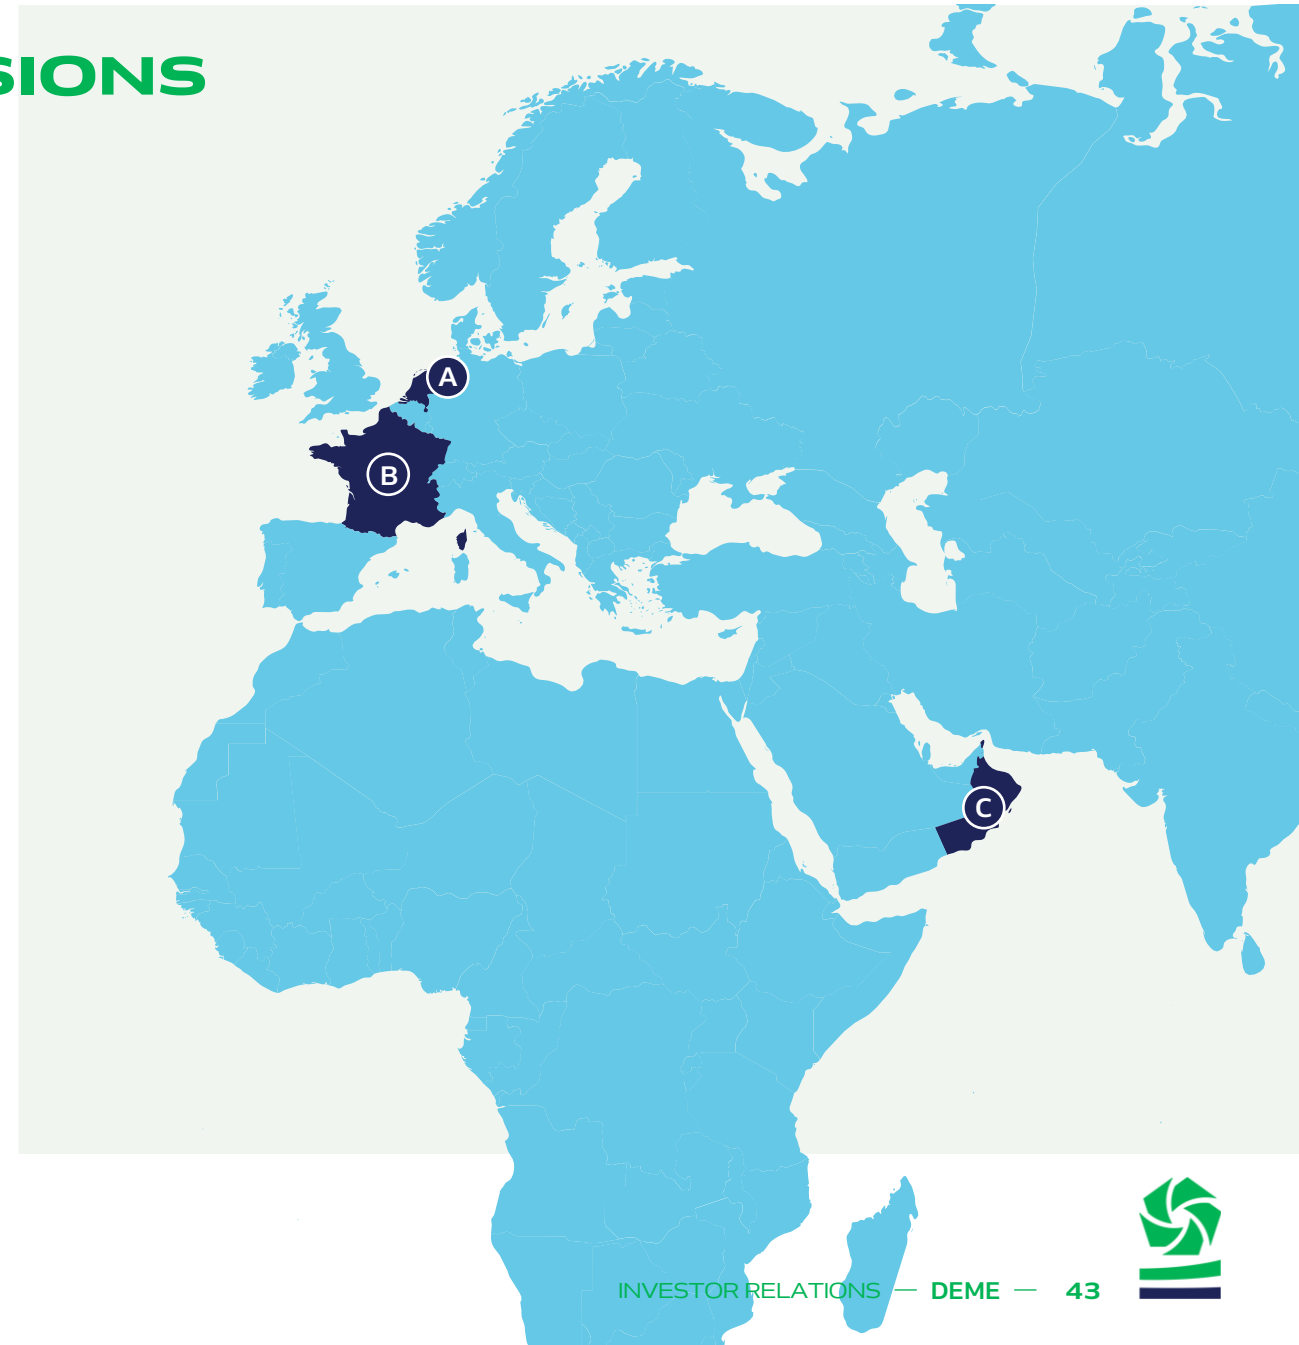 SIONS
A
B
C
INVESTOR RELATIONS — DEME — 43